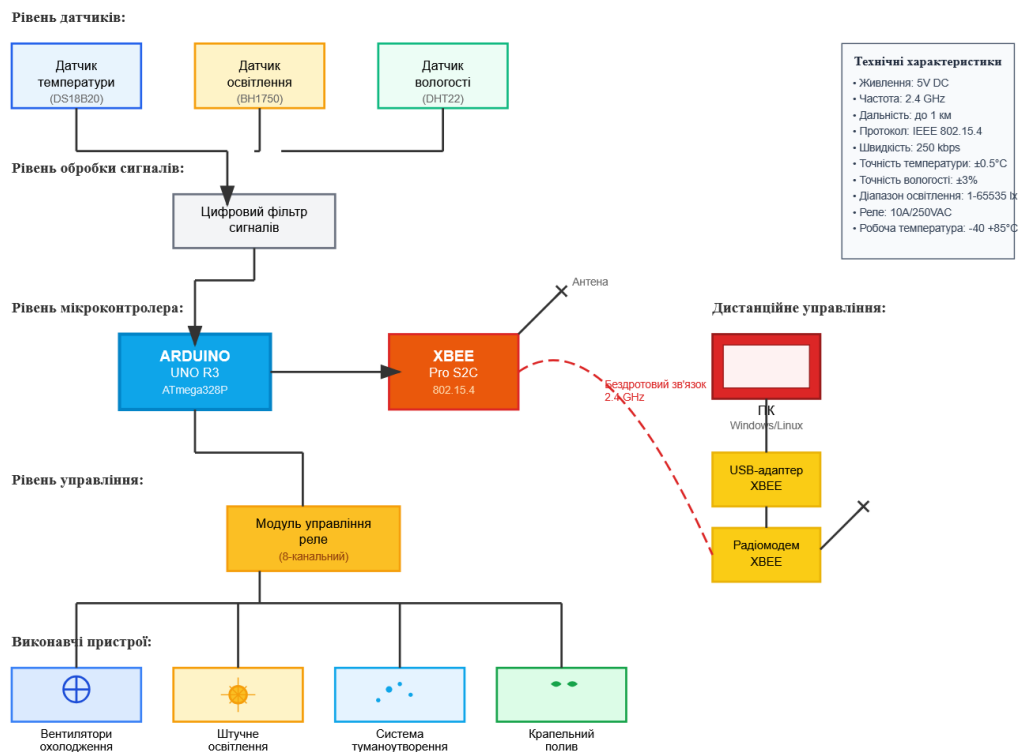 Рівень датчиків:
Датчик
температури
(DS18B20)
Датчик
освітлення
(BH1750)
Датчик
вологості
(DHT22)
Технічні характеристики
• Живлення: 5V DC
• Частота: 2.4 GHz
• Дальність: до 1 км
• Протокол: IEEE 802.15.4
• Швидкість: 250 kbps
• Точність температури: ±0.5°C
• Точність вологості: ±3%
• Діапазон освітлення: 1-65535 lx
• Реле: 10A/250VAC
• Робоча температура: -40 +85°C
Рівень обробки сигналів:
Цифровий фільтр
сигналів
Рівень мікроконтролера:
ARDUINO
UNO R3
ATmega328P
XBEE
Pro S2C
802.15.4
Антена
Бездротовий зв'язок
2.4 GHz
Дистанційне управління:
ПК
Windows/Linux
USB-адаптер
XBEE
Радіомодем
XBEE
Рівень управління:
Модуль управління
реле
(8-канальний)
Виконавчі пристрої:
Вентилятори
охолодження
Штучне
освітлення
Система
туманоутворення
Крапельний
полив